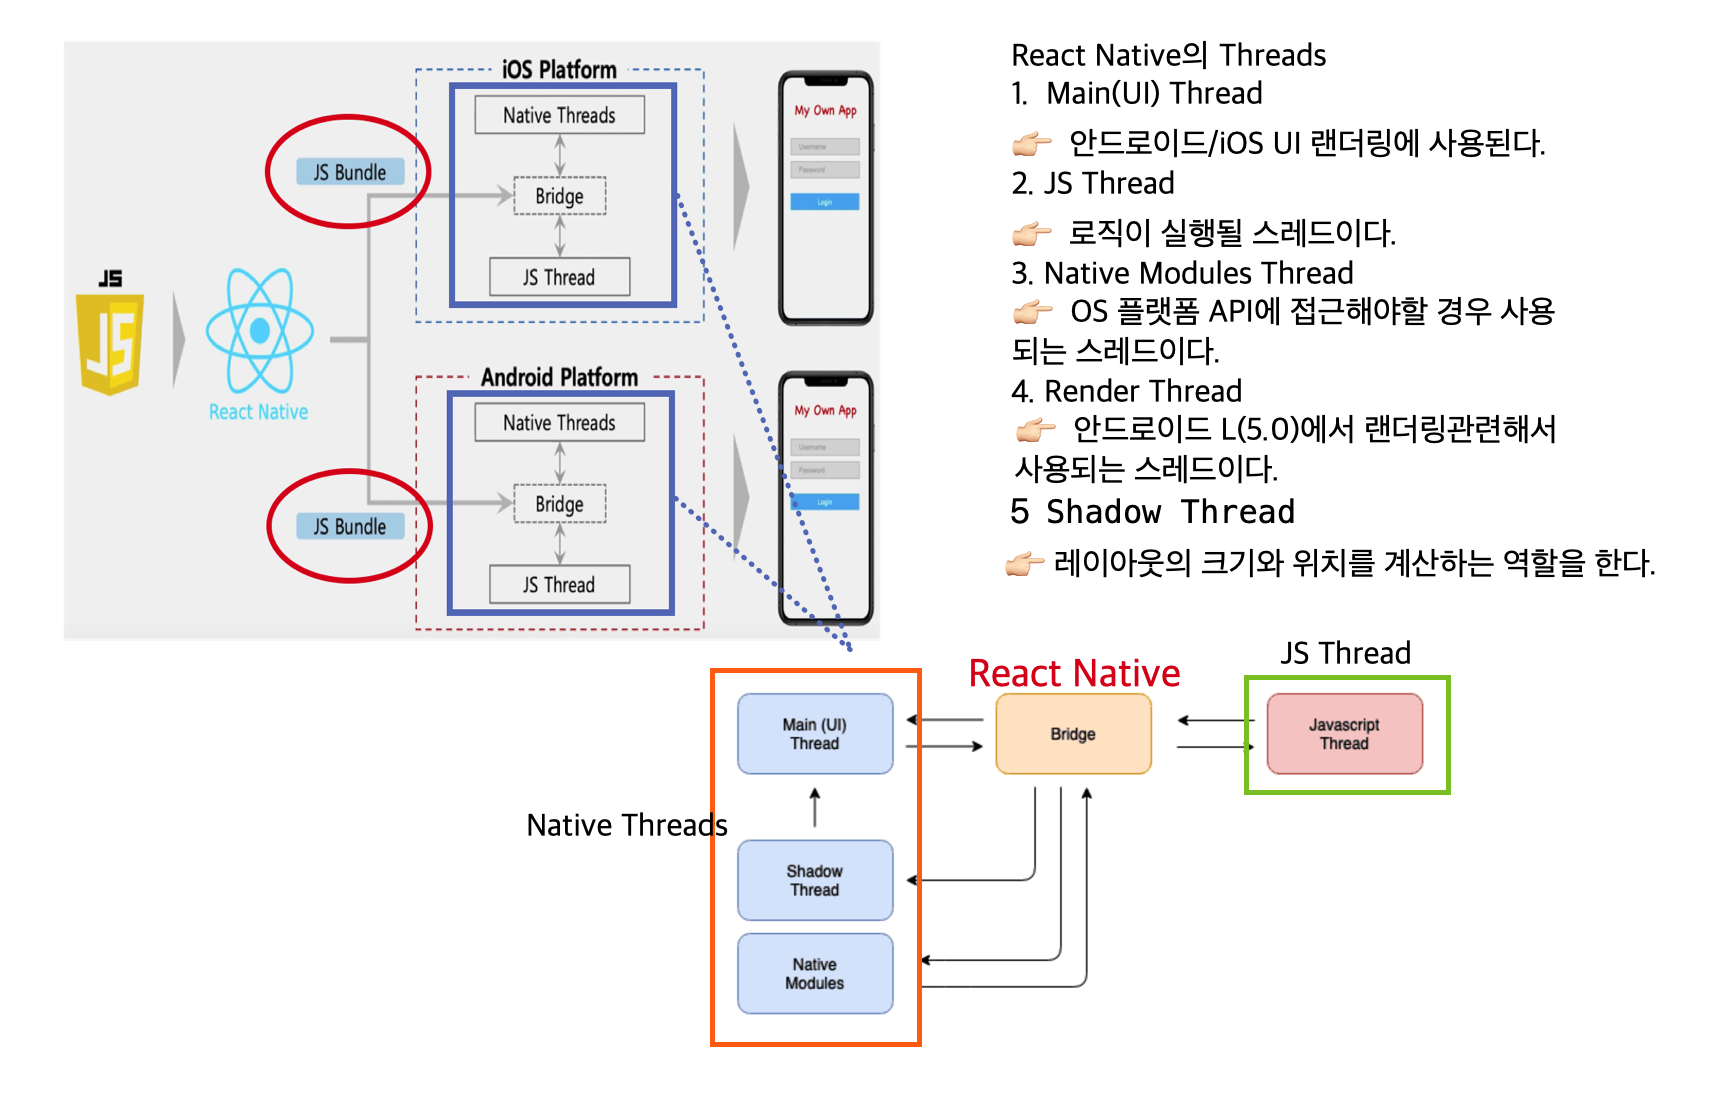 iOS Platform
Native Threads
Bridge
JS Thread
JS Bundle
My Own App
Username
Password
Login
JS
JS
React Native
Android Platform
Native Threads
Bridge
JS Thread
JS Bundle
My Own App
Username
Password
Login
React Native의 Threads
1. Main(UI) Thread
👉🏻 안드로이드/iOS UI 랜더링에 사용된다.
2. JS Thread
👉🏻 로직이 실행될 스레드이다.
3. Native Modules Thread
👉🏻 OS 플랫폼 API에 접근해야할 경우 사용
되는 스레드이다.
4. Render Thread
👉🏻 안드로이드 L(5.0)에서 랜더링관련해서
사용되는 스레드이다.
5 Shadow Thread
👉🏻 레이아웃의 크기와 위치를 계산하는 역할을 한다.
React Native
JS Thread
Main (UI)
Thread
Bridge
Javascript
Thread
Native Threads
Shadow
Thread
Native
Modules